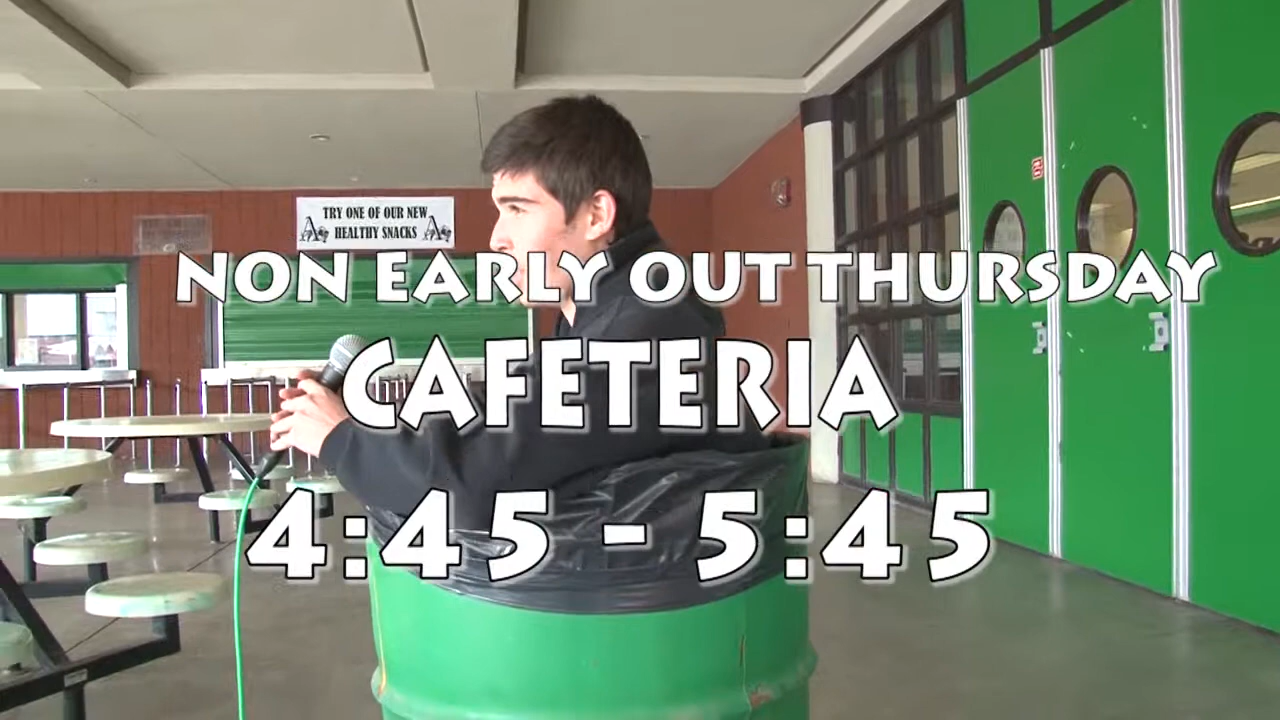 TRY ONE OF OUR NEW
HEALTHY SNACKS
NON EARLY OUT THURSDAY
CAFETERIA
4:45 - 5:45